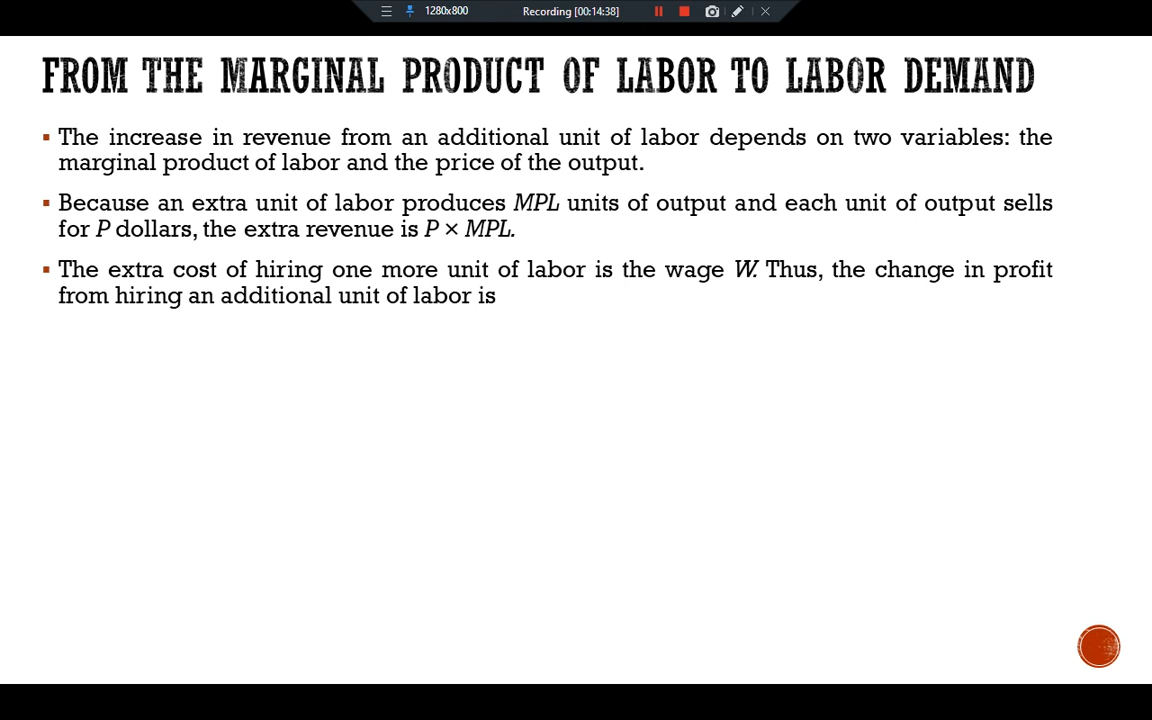 1280x800 Recording [00:14:38]
FROM THE MARGINAL PRODUCT OF LABOR TO LABOR DEMAND
▪ The increase in revenue from an additional unit of labor depends on two variables: the
marginal product of labor and the price of the output.
▪ Because an extra unit of labor produces MPL units of output and each unit of output sells
for P dollars, the extra revenue is P × MPL.
▪ The extra cost of hiring one more unit of labor is the wage W. Thus, the change in profit
from hiring an additional unit of labor is